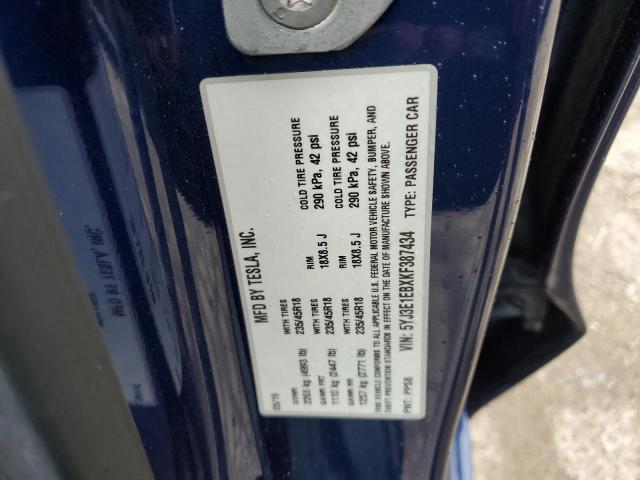 MFD BY TESLA, INC.
05/19
GVWR WITH TIRES RIM COLD TIRE PRESSURE
2265 kg (4993 lb) 235/45R18 18X8.5 J 290 kPa, 42 psi
GAWR FRT WITH TIRES RIM COLD TIRE PRESSURE
1110 kg (2447 lb) 235/45R18 18X8.5 J 290 kPa, 42 psi
GAWR RR
1257 kg (2771 lb)
THIS VEHICLE CONFORMS TO ALL APPLICABLE U.S. FEDERAL MOTOR VEHICLE SAFETY, BUMPER, AND
THEFT PREVENTION STANDARDS IN EFFECT ON THE DATE OF MANUFACTURE SHOWN ABOVE.
VIN: 5YJ3E1EBXKF387434 TYPE: PASSENGER CAR
PNT: PPSB